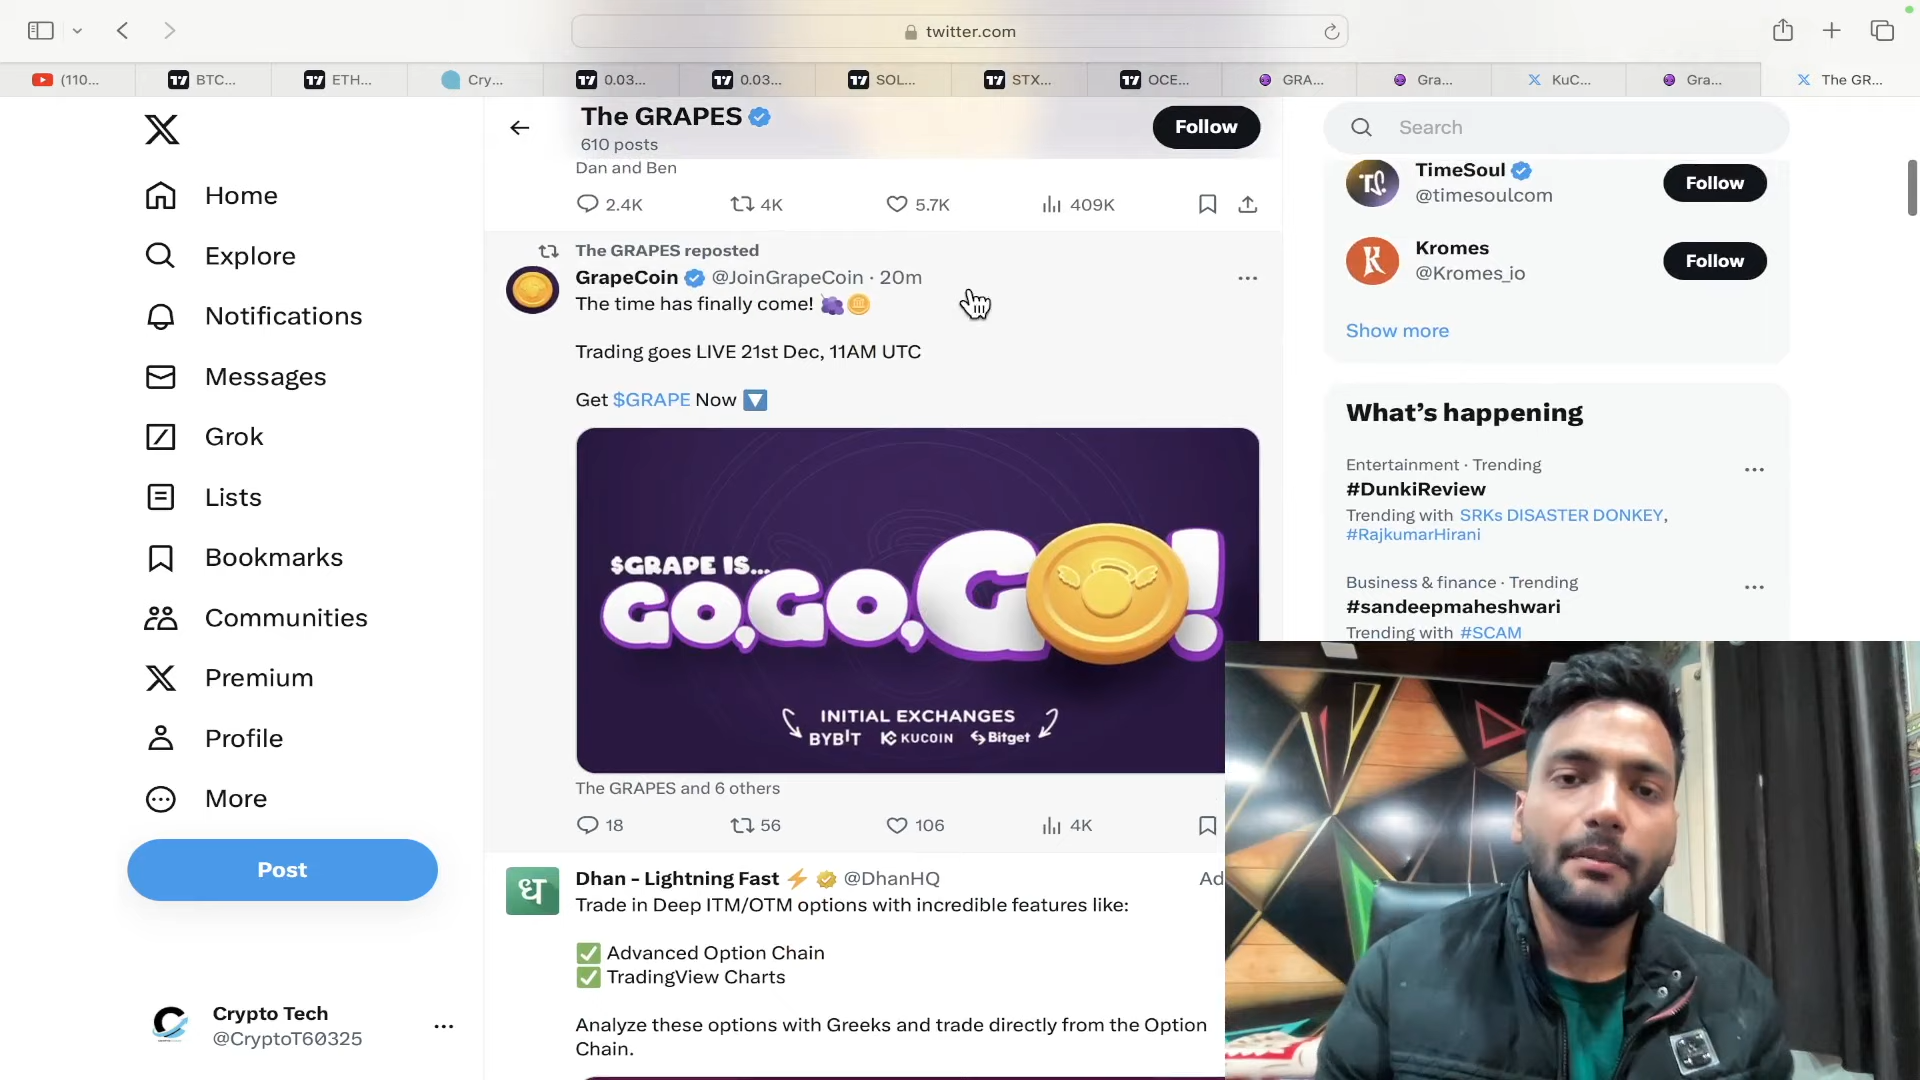 twitter.com
(110...
BTC...
ETH...
Cry...
0.03...
0.03...
SOL...
STX...
OCE...
GRA...
Gra...
KuC...
Gra...
The GR...
Home
Explore
Notifications
Messages
Grok
Lists
Bookmarks
Communities
Premium
Profile
More
Post
Crypto Tech
@CryptoT60325
The GRAPES
610 posts
Follow
Dan and Ben
2.4K 4K 5.7K 409K
The GRAPES reposted
GrapeCoin @JoinGrapeCoin · 20m
The time has finally come! 🍇🪙
Trading goes LIVE 21st Dec, 11AM UTC
Get $GRAPE Now 🔽
$GRAPE IS...
GO, GO, GO!
INITIAL EXCHANGES
BYBIT KUCOIN Bitget
The GRAPES and 6 others
18 56 106 4K
ध
Dhan - Lightning Fast ⚡ @DhanHQ Ad
Trade in Deep ITM/OTM options with incredible features like:
✅ Advanced Option Chain
✅ TradingView Charts
Analyze these options with Greeks and trade directly from the Option
Chain.
Search
TimeSoul
@timesoulcom
Follow
Kromes
@Kromes_io
Follow
Show more
What's happening
Entertainment · Trending
#DunkiReview
Trending with SRKs DISASTER DONKEY,
#RajkumarHirani
Business & finance · Trending
#sandeepmaheshwari
Trending with #SCAM